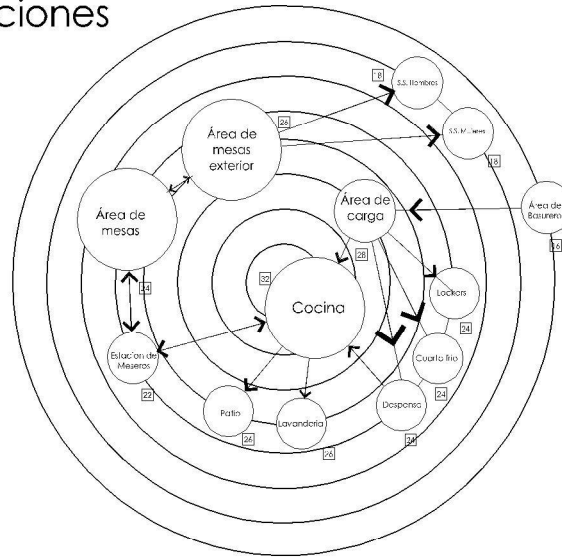 ciones
18
S.S. Hombres
26
S.S. Mujeres
18
Área de
mesas
exterior
Área de
carga
Área de
Basurero
16
Área de
mesas
28
32
Cocina
Lockers
24
24
Estación de
Meseros
22
Cuarto frío
24
Patio
26
Lavandería
26
Despensa
24